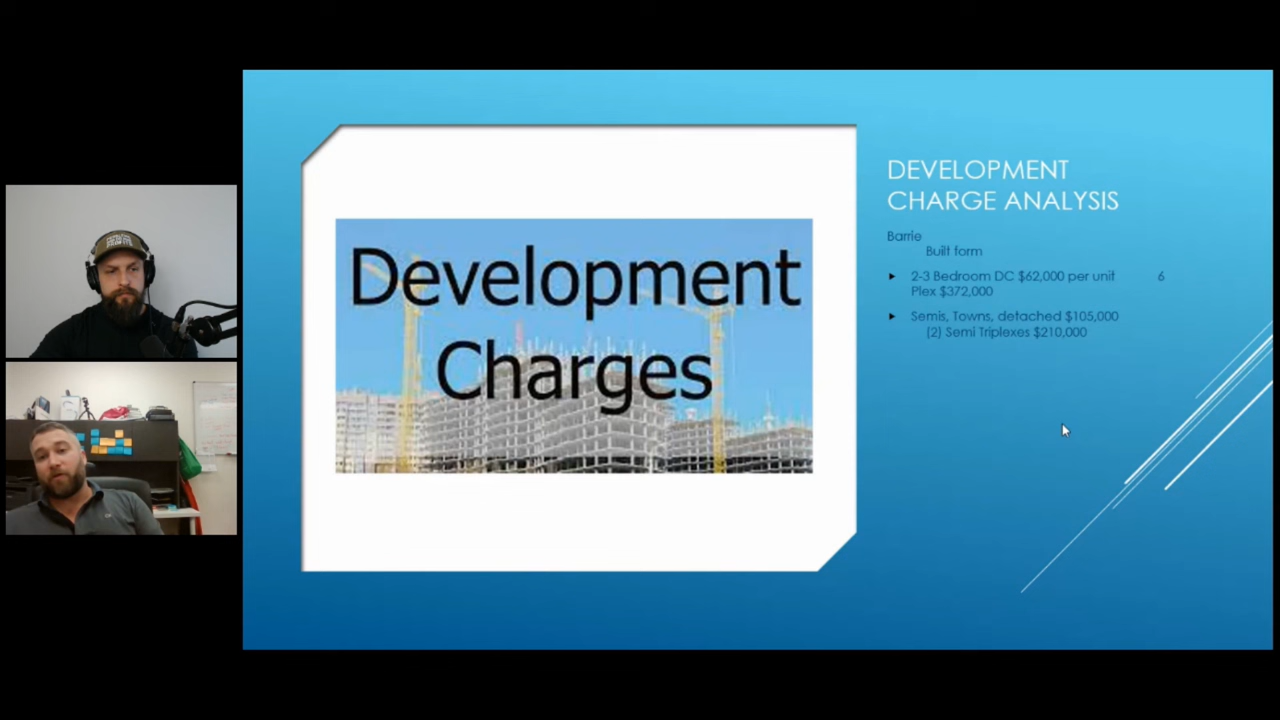 Development
Charges
DEVELOPMENT
CHARGE ANALYSIS
Barrie
Built form
2-3 Bedroom DC $62,000 per unit 6
Plex $372,000
Semis, Towns, detached $105,000
(2) Semi Triplexes $210,000